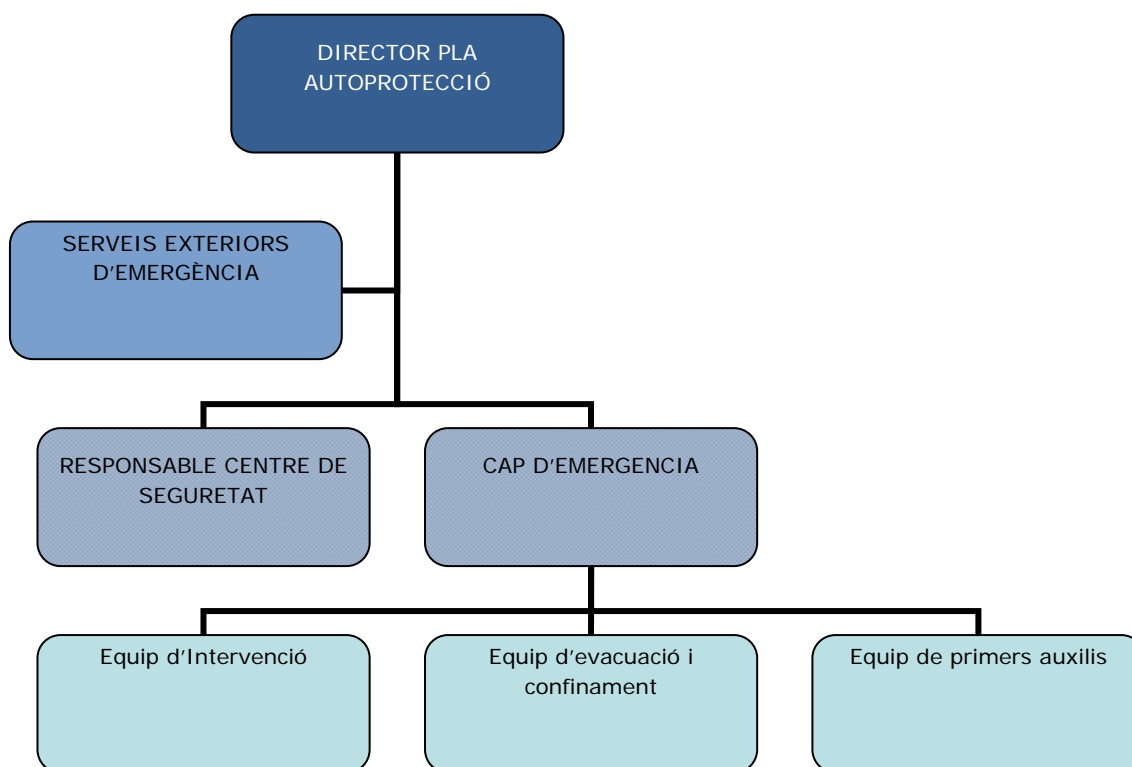 DIRECTOR PLA
AUTOPROTECCIÓ
SERVEIS EXTERIORS
D'EMERGÈNCIA
RESPONSABLE CENTRE DE
SEGURETAT
CAP D'EMERGENCIA
Equip d'Intervenció
Equip d'evacuació i
confinament
Equip de primers auxilis